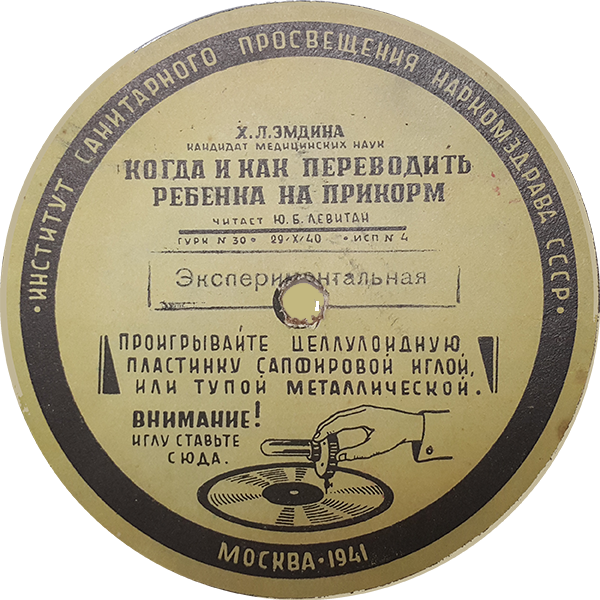 · ИНСТИТУТ САНИТАРНОГО ПРОСВЕЩЕНИЯ НАРКОМЗДРАВА СССР ·
Х. Л. ЭМДИНА
КАНДИДАТ МЕДИЦИНСКИХ НАУК
КОГДА И КАК ПЕРЕВОДИТЬ
РЕБЕНКА НА ПРИКОРМ
ЧИТАЕТ Ю. Б. ЛЕВИТАН
ГУРК N 30 · 29/X/40 · ИСП N 4
Экспериментальная
ПРОИГРЫВАЙТЕ ЦЕЛЛУЛОИДНУЮ
ПЛАСТИНКУ САПФИРОВОЙ ИГЛОЙ,
ИЛИ ТУПОЙ МЕТАЛЛИЧЕСКОЙ.
ВНИМАНИЕ!
ИГЛУ СТАВЬТЕ
СЮДА.
МОСКВА · 1941